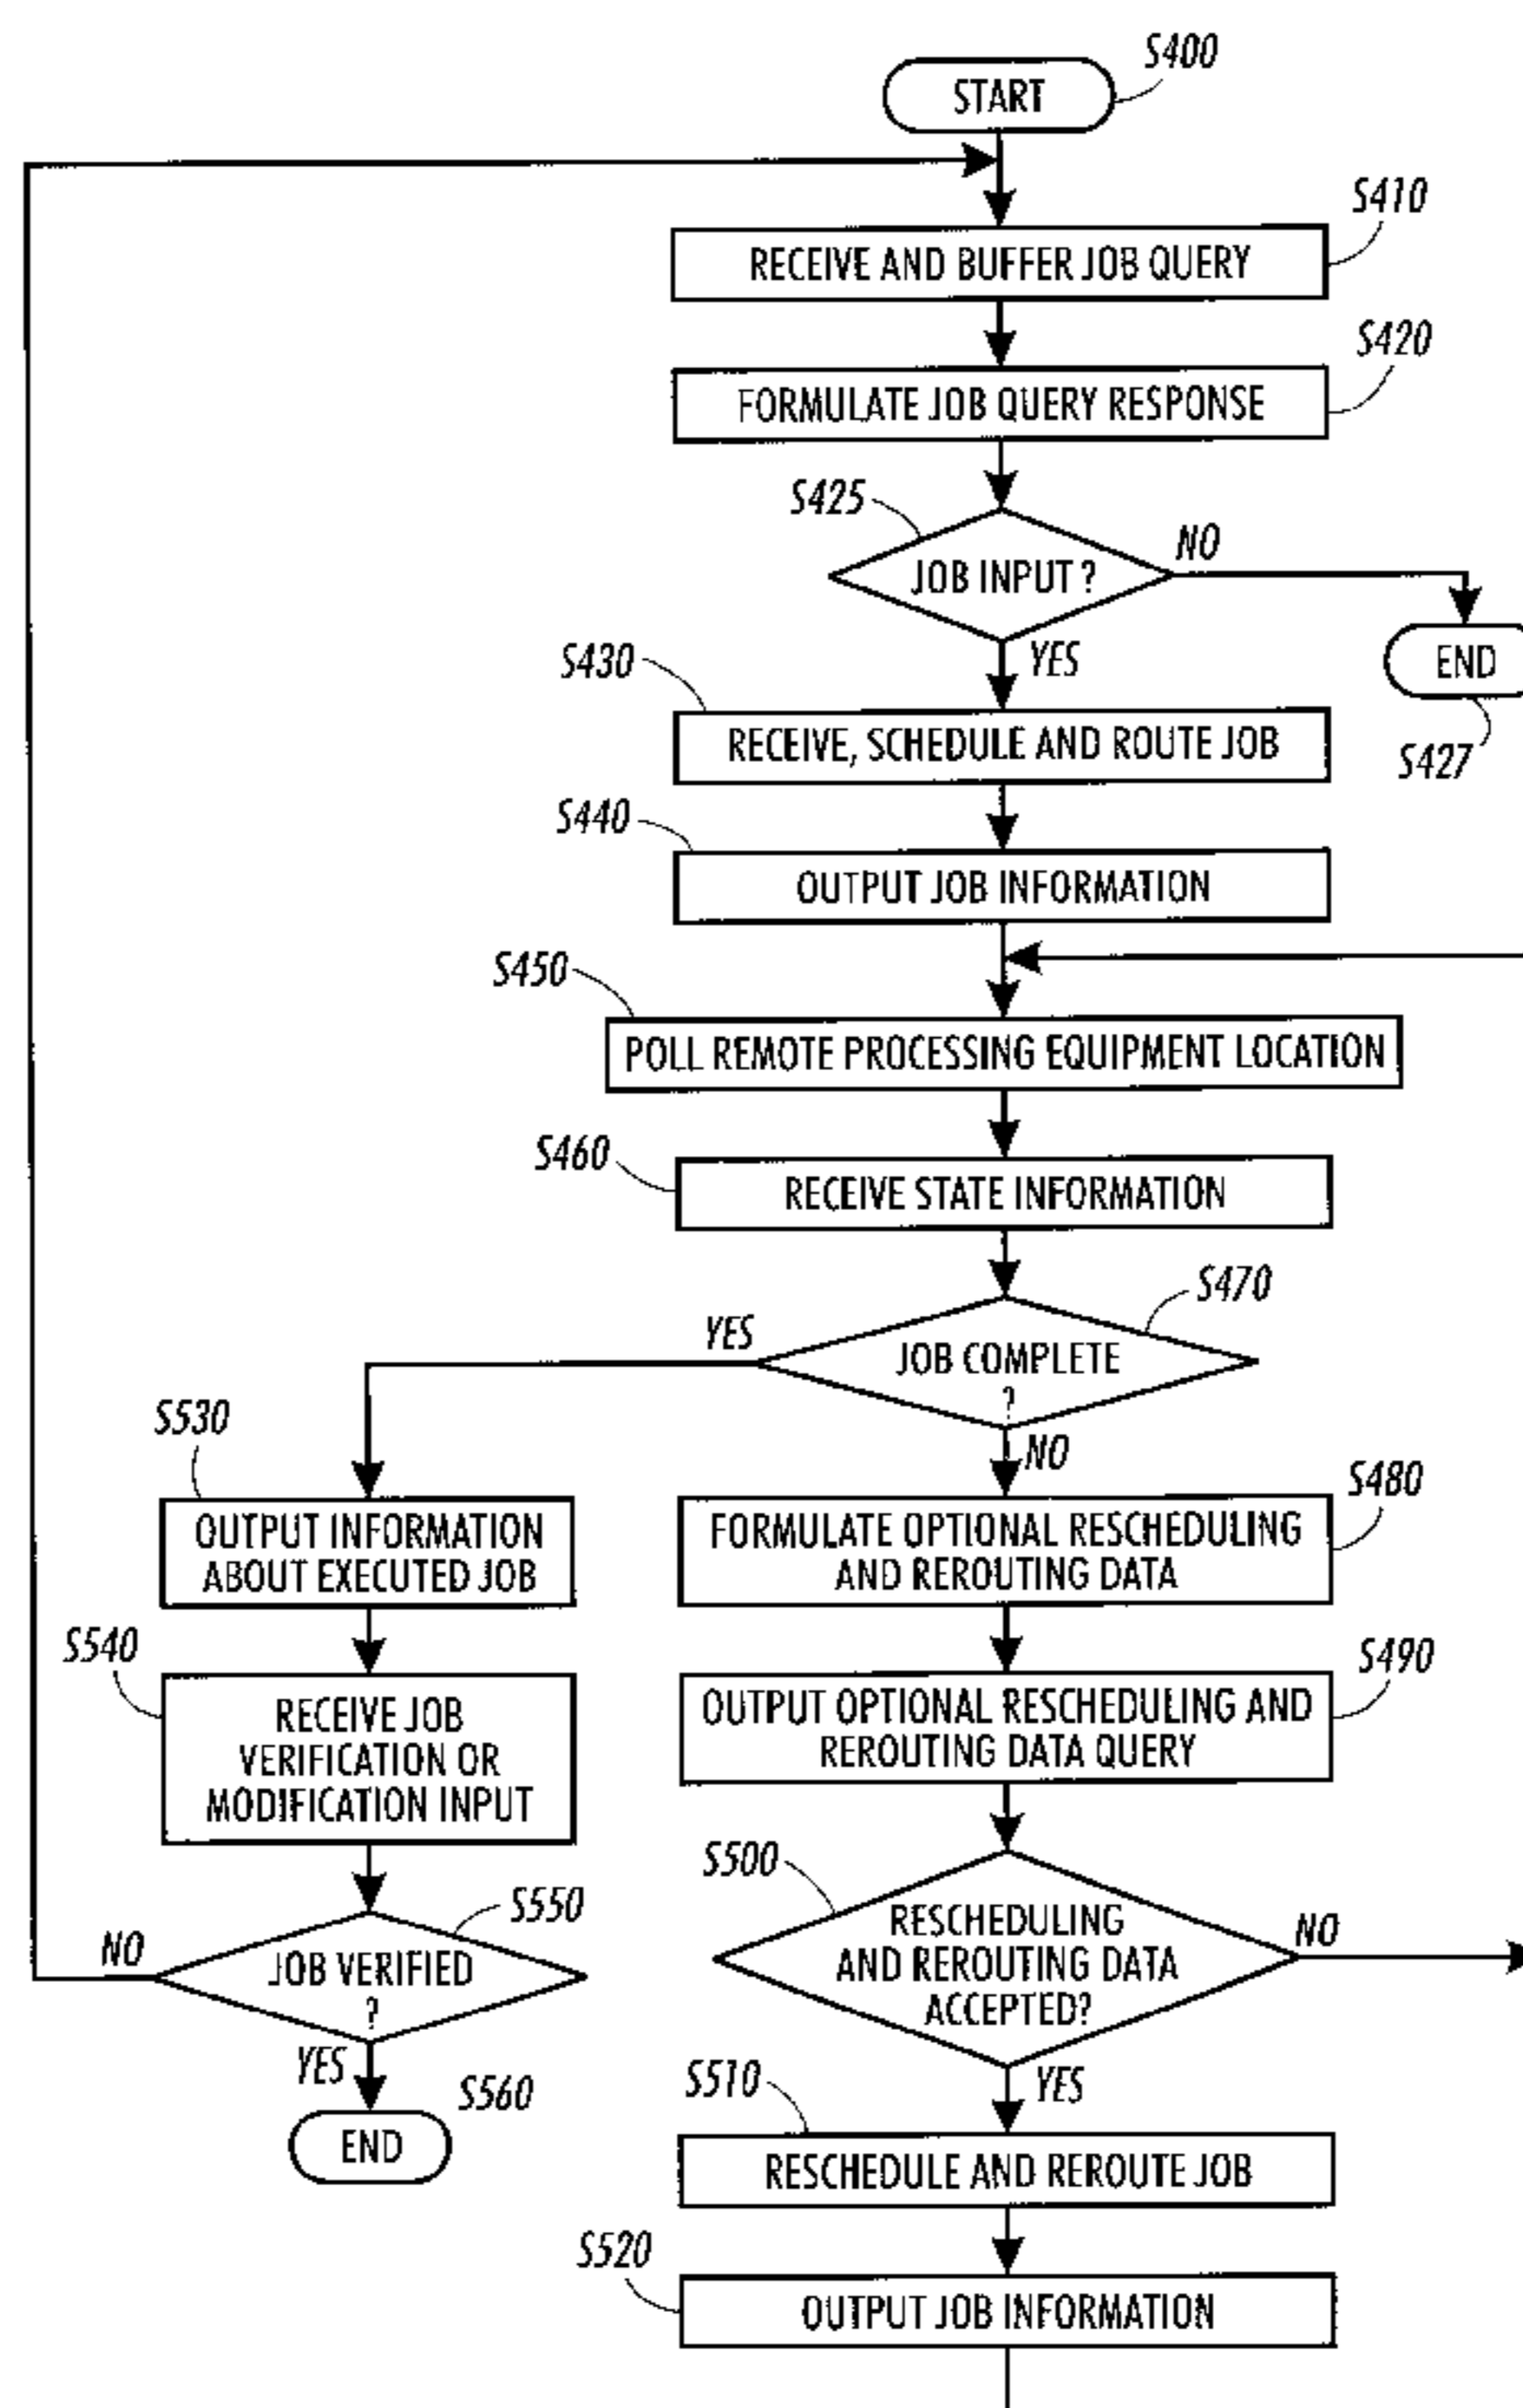 S400
START
S410
RECEIVE AND BUFFER JOB QUERY
S420
FORMULATE JOB QUERY RESPONSE
S425
JOB INPUT ?
NO
END
S427
YES
S430
RECEIVE, SCHEDULE AND ROUTE JOB
S440
OUTPUT JOB INFORMATION
S450
POLL REMOTE PROCESSING EQUIPMENT LOCATION
S460
RECEIVE STATE INFORMATION
S470
JOB COMPLETE
?
YES
NO
S530
OUTPUT INFORMATION
ABOUT EXECUTED JOB
S540
RECEIVE JOB
VERIFICATION OR
MODIFICATION INPUT
S550
JOB VERIFIED
?
NO
YES
S560
END
S480
FORMULATE OPTIONAL RESCHEDULING
AND REROUTING DATA
S490
OUTPUT OPTIONAL RESCHEDULING AND
REROUTING DATA QUERY
S500
RESCHEDULING
AND REROUTING DATA
ACCEPTED?
NO
YES
S510
RESCHEDULE AND REROUTE JOB
S520
OUTPUT JOB INFORMATION